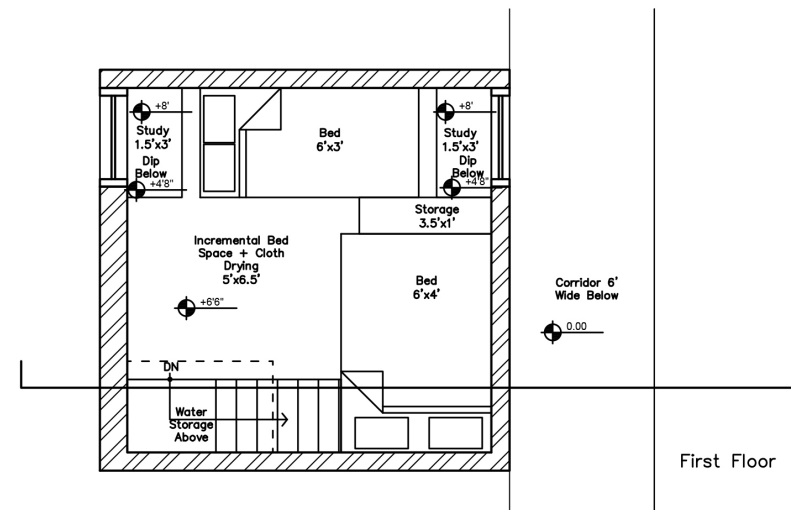 +8'
Study
1.5'x3'
Dip
Below
+4'8"
Bed
6'x3'
+8'
Study
1.5'x3'
Dip
Below
+4'8"
Storage
3.5'x1'
Incremental Bed
Space + Cloth
Drying
5'x6.5'
+6'6"
Bed
6'x4'
Corridor 6'
Wide Below
0.00
DN
Water
Storage
Above
First Floor